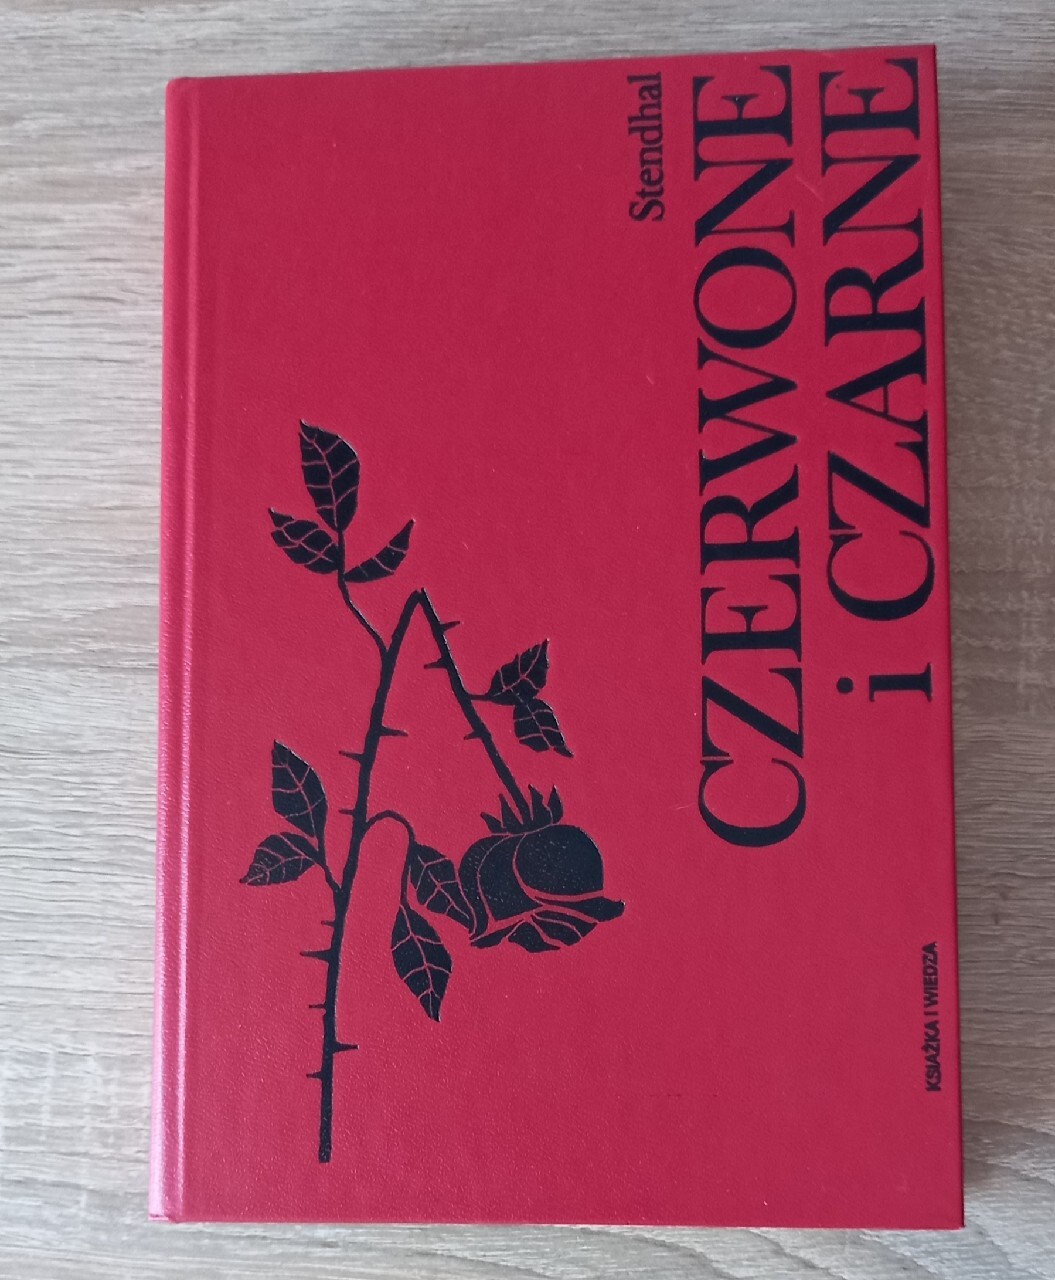 Stendhal
CZERWONE
i CZARNE
KSIĄŻKA I WIEDZA